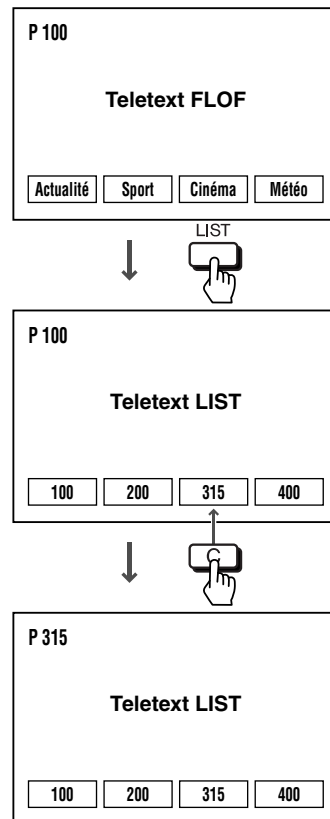 P 100
Teletext FLOF
Actualité Sport Cinéma Météo
LIST
P 100
Teletext LIST
100 200 315 400
C
P 315
Teletext LIST
100 200 315 400